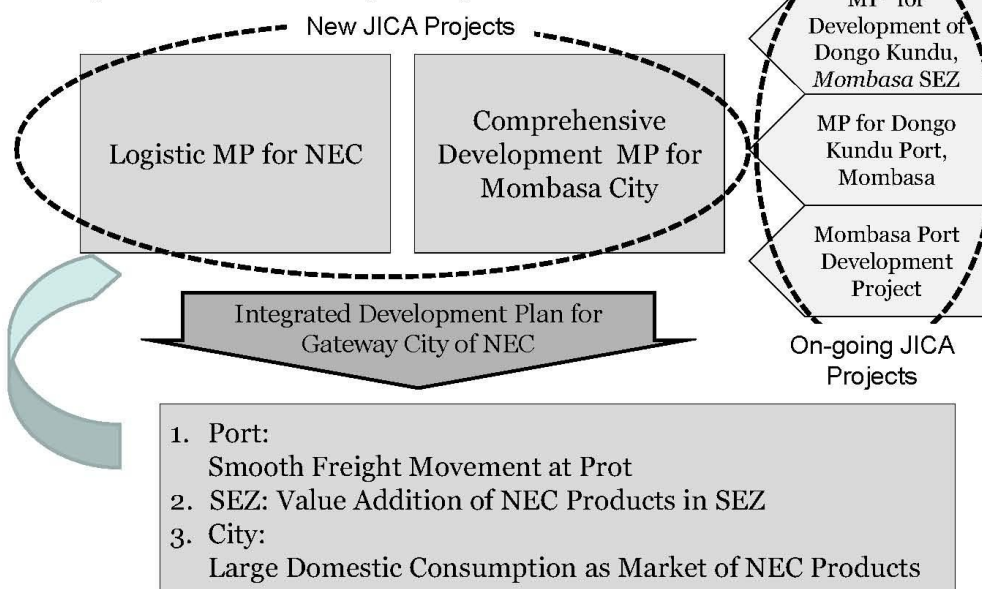 New JICA Projects
Logistic MP for NEC
Comprehensive
Development MP for
Mombasa City
MP for
Development of
Dongo Kundu,
Mombasa SEZ
MP for Dongo
Kundu Port,
Mombasa
Mombasa Port
Development
Project
On-going JICA
Projects
Integrated Development Plan for
Gateway City of NEC
1. Port:
Smooth Freight Movement at Prot
2. SEZ: Value Addition of NEC Products in SEZ
3. City:
Large Domestic Consumption as Market of NEC Products